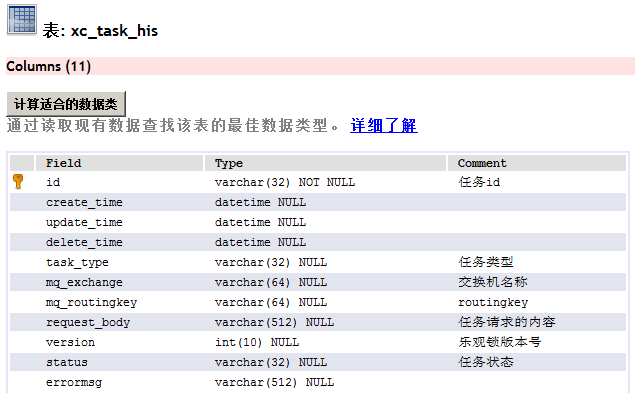 表: xc_task_his
Columns (11)
计算适合的数据类
通过读取现有数据查找该表的最佳数据类型。 详细了解
Field Type Comment
id varchar(32) NOT NULL 任务id
create_time datetime NULL
update_time datetime NULL
delete_time datetime NULL
task_type varchar(32) NULL 任务类型
mq_exchange varchar(64) NULL 交换机名称
mq_routingkey varchar(64) NULL routingkey
request_body varchar(512) NULL 任务请求的内容
version int(10) NULL 乐观锁版本号
status varchar(32) NULL 任务状态
errormsg varchar(512) NULL